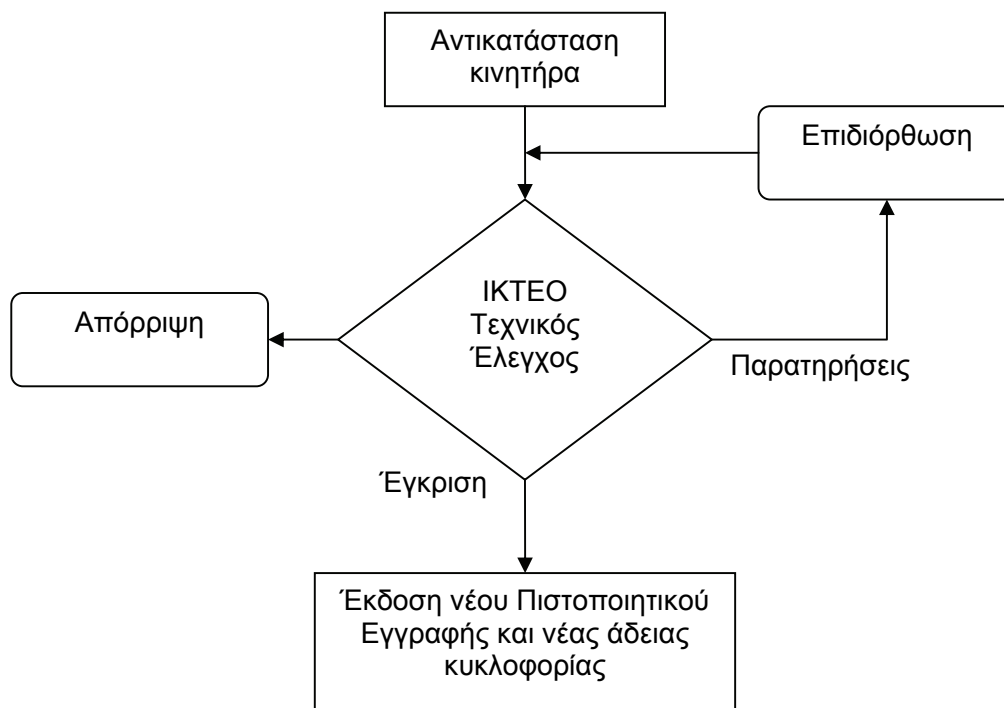 Αντικατάσταση
κινητήρα
Επιδιόρθωση
ΙΚΤΕΟ
Τεχνικός
Έλεγχος
Απόρριψη
Παρατηρήσεις
Έγκριση
Έκδοση νέου Πιστοποιητικού
Εγγραφής και νέας άδειας
κυκλοφορίας